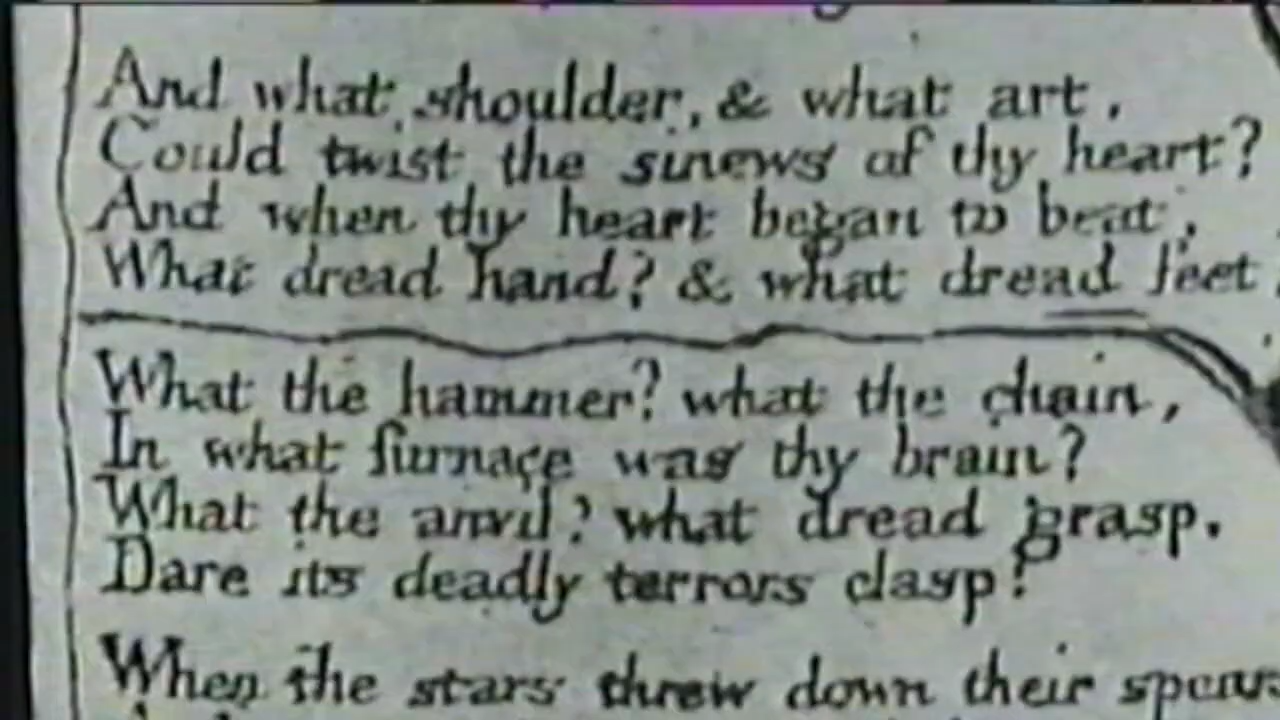 And what shoulder, & what art,
Could twist the sinews of thy heart?
And when thy heart began to beat,
What dread hand? & what dread feet
What the hammer? what the chain,
In what furnace was thy brain?
What the anvil? what dread grasp.
Dare its deadly terrors clasp?
When the stars threw down their spears